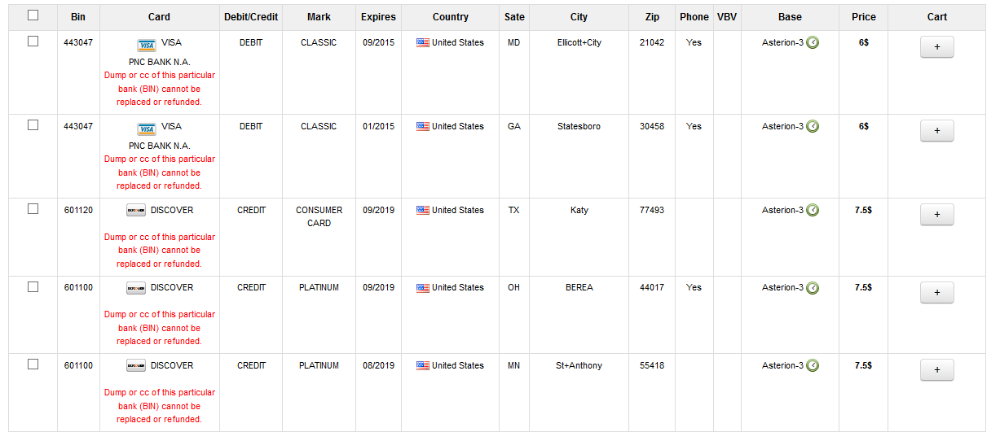 Bin Card Debit/Credit Mark Expires Country Sate City Zip Phone VBV Base Price Cart
443047 VISA VISA DEBIT CLASSIC 09/2015 United States MD Ellicott+City 21042 Yes Asterion-3 6$ +
PNC BANK N.A.
Dump or cc of this particular
bank (BIN) cannot be
replaced or refunded.
443047 VISA VISA DEBIT CLASSIC 01/2015 United States GA Statesboro 30458 Yes Asterion-3 6$ +
PNC BANK N.A.
Dump or cc of this particular
bank (BIN) cannot be
replaced or refunded.
601120 DISCOVER DISCOVER CREDIT CONSUMER 09/2019 United States TX Katy 77493 Asterion-3 7.5$ +
CARD
Dump or cc of this particular
bank (BIN) cannot be
replaced or refunded.
601100 DISCOVER DISCOVER CREDIT PLATINUM 09/2019 United States OH BEREA 44017 Yes Asterion-3 7.5$ +
Dump or cc of this particular
bank (BIN) cannot be
replaced or refunded.
601100 DISCOVER DISCOVER CREDIT PLATINUM 08/2019 United States MN St+Anthony 55418 Asterion-3 7.5$ +
Dump or cc of this particular
bank (BIN) cannot be
replaced or refunded.